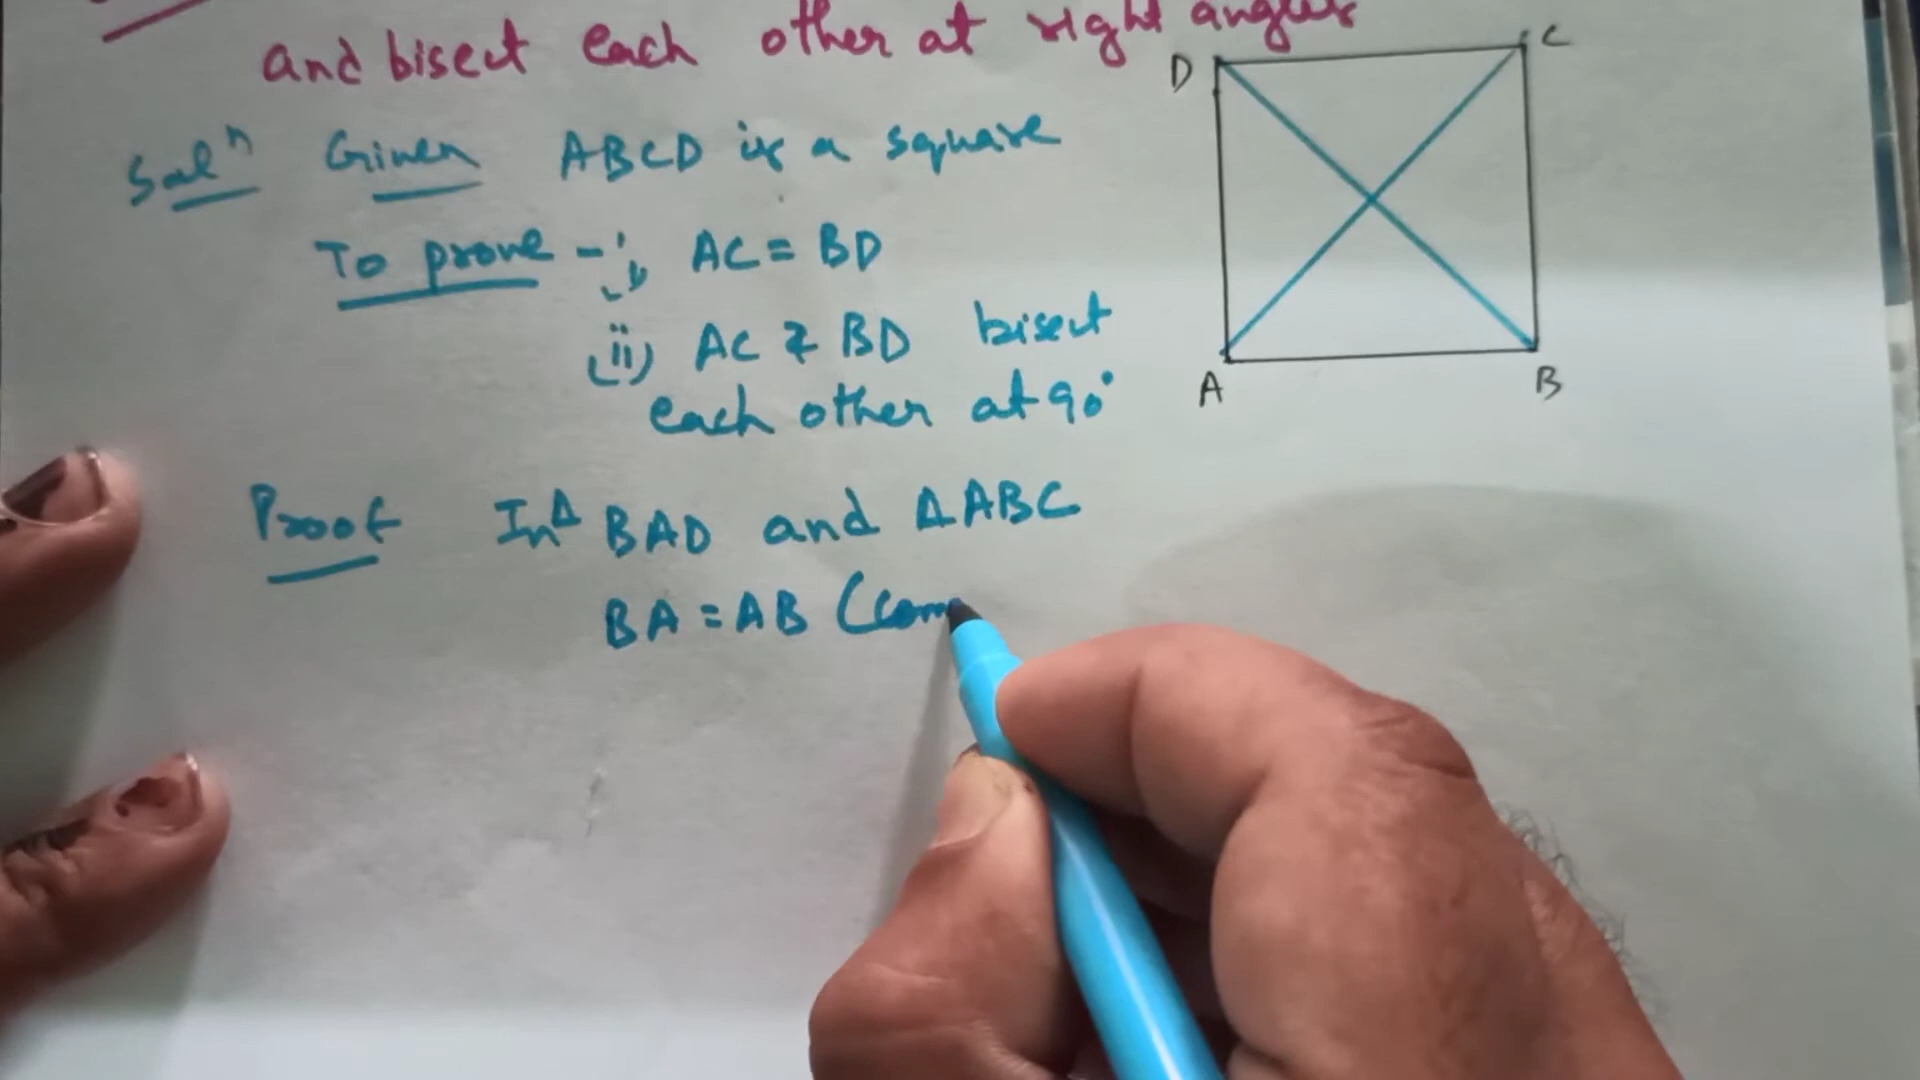 and bisect each other at right angles
Solⁿ Given ABCD is a square
To prove - (i) AC = BD
(ii) AC & BD bisect
each other at 90°
Proof In Δ BAD and Δ ABC
BA = AB (com
D
C
A
B